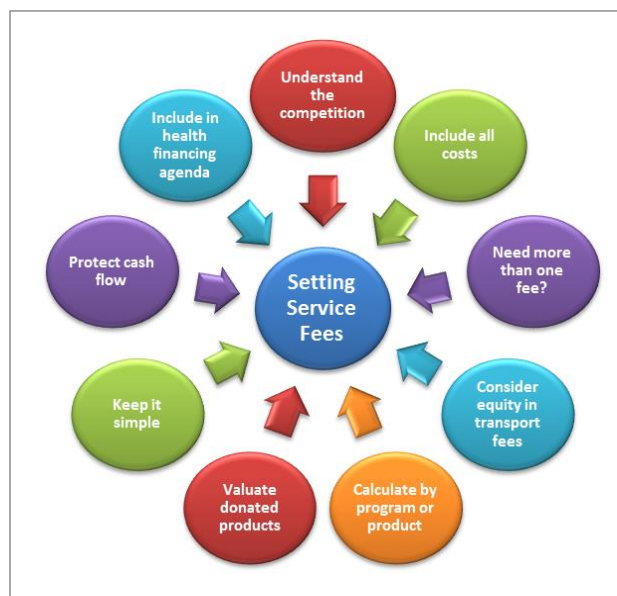 Understand
the
competition
Include all
costs
Need more
than one
fee?
Consider
equity in
transport
fees
Calculate by
program or
product
Valuate
donated
products
Keep it
simple
Protect cash
flow
Include in
health
financing
agenda
Setting
Service
Fees